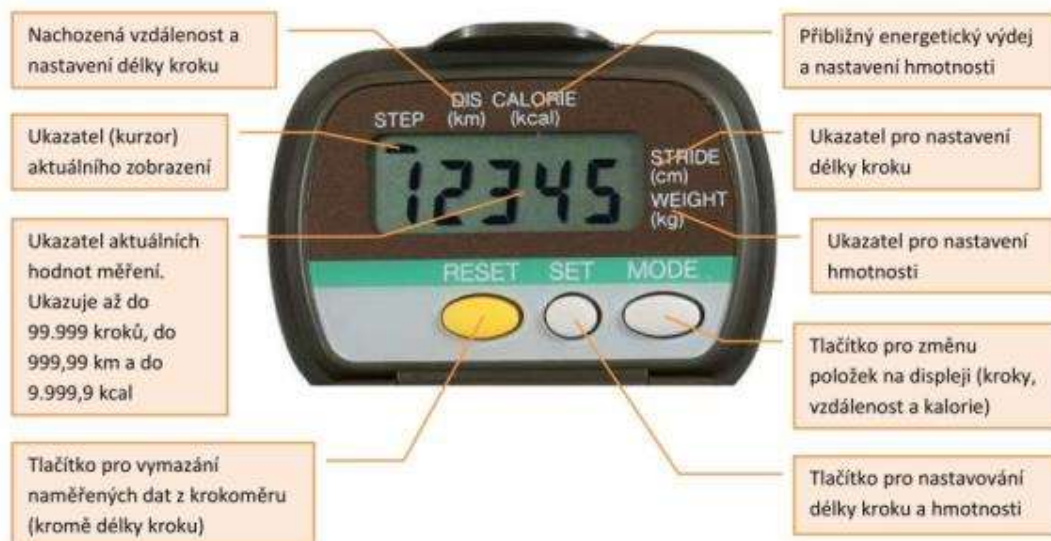 Nachozená vzdálenost a
nastavení délky kroku
Ukazatel (kurzor)
aktuálního zobrazení
Ukazatel aktuálních
hodnot měření.
Ukazuje až do
99.999 kroků, do
999,99 km a do
9.999,9 kcal
Tlačítko pro vymazání
naměřených dat z krokoměru
(kromě délky kroku)
STEP
DIS
(km)
CALORIE
(kcal)
12345
STRIDE
(cm)
WEIGHT
(kg)
RESET SET MODE
Přibližný energetický výdej
a nastavení hmotnosti
Ukazatel pro nastavení
délky kroku
Ukazatel pro nastavení
hmotnosti
Tlačítko pro změnu
položek na displeji (kroky,
vzdálenost a kalorie)
Tlačítko pro nastavování
délky kroku a hmotnosti